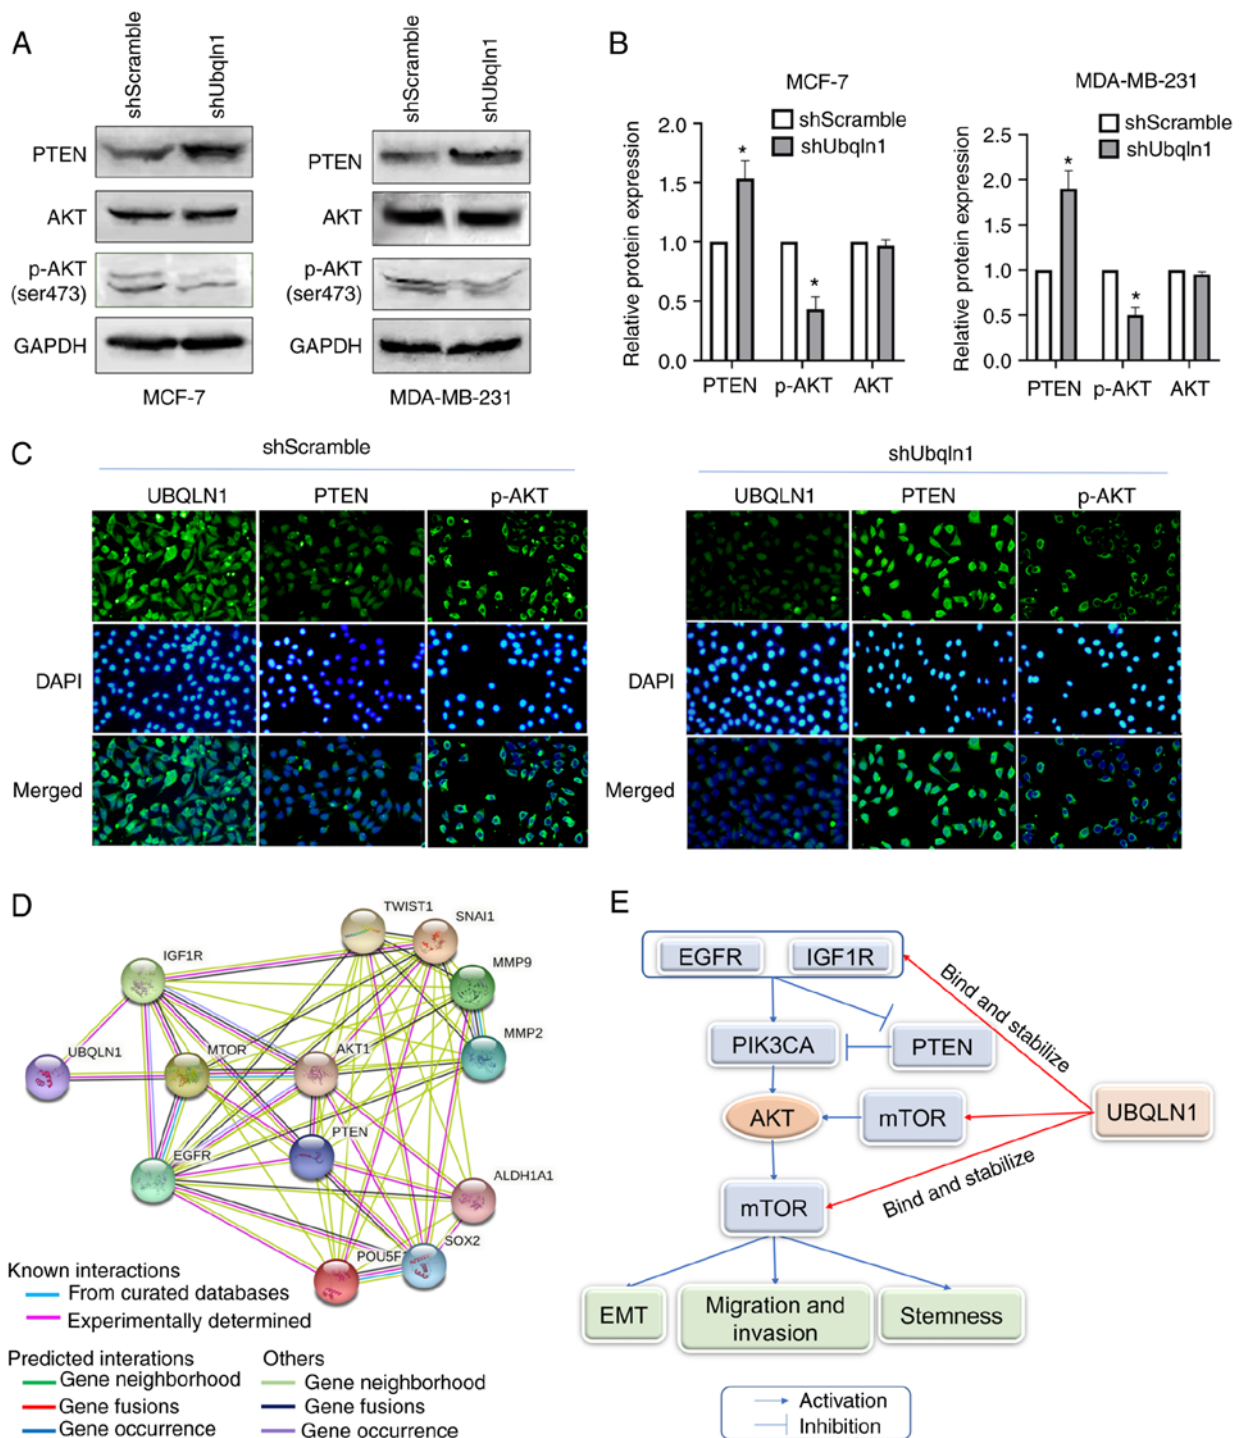 A
shScramble
shUbqln1
PTEN
AKT
p-AKT
(ser473)
GAPDH
MCF-7
shScramble
shUbqln1
PTEN
AKT
p-AKT
(ser473)
GAPDH
MDA-MB-231
B
MCF-7
shScramble
shUbqln1
Relative protein expression
2.0
1.5
1.0
0.5
0.0
*
*
PTEN p-AKT AKT
MDA-MB-231
shScramble
shUbqln1
Relative protein expression
2.5
2.0
1.5
1.0
0.5
0.0
*
*
PTEN p-AKT AKT
C
shScramble
UBQLN1 PTEN p-AKT
DAPI
Merged
shUbqln1
UBQLN1 PTEN p-AKT
DAPI
Merged
D
TWIST1
SNAI1
IGF1R
MMP9
MMP2
UBQLN1
MTOR
AKT1
PTEN
EGFR
ALDH1A1
SOX2
POU5F1
Known interactions
From curated databases
Experimentally determined
Predicted interations
Gene neighborhood
Gene fusions
Gene occurrence
Others
Gene neighborhood
Gene fusions
Gene occurrence
E
EGFR IGF1R
Bind and stabilize
PIK3CA PTEN
AKT mTOR UBQLN1
Bind and stabilize
mTOR
EMT
Migration and
invasion
Stemness
Activation
Inhibition